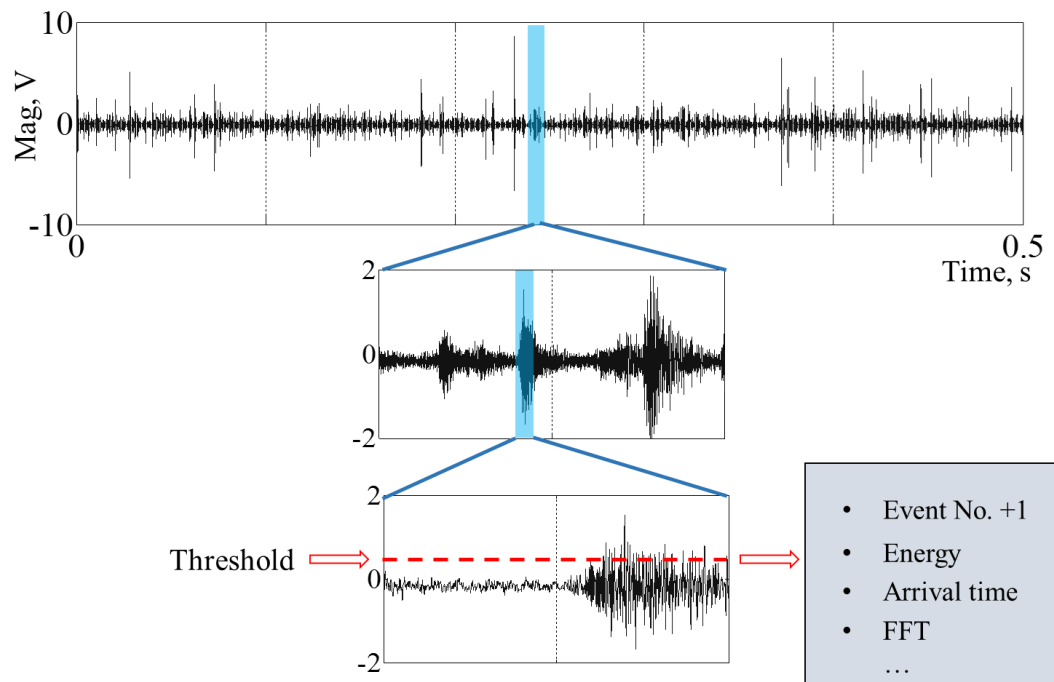 10
Mag, V
0
-10
0
0.5
Time, s
2
0
-2
2
Threshold
0
-2
• Event No. +1
• Energy
• Arrival time
• FFT
…